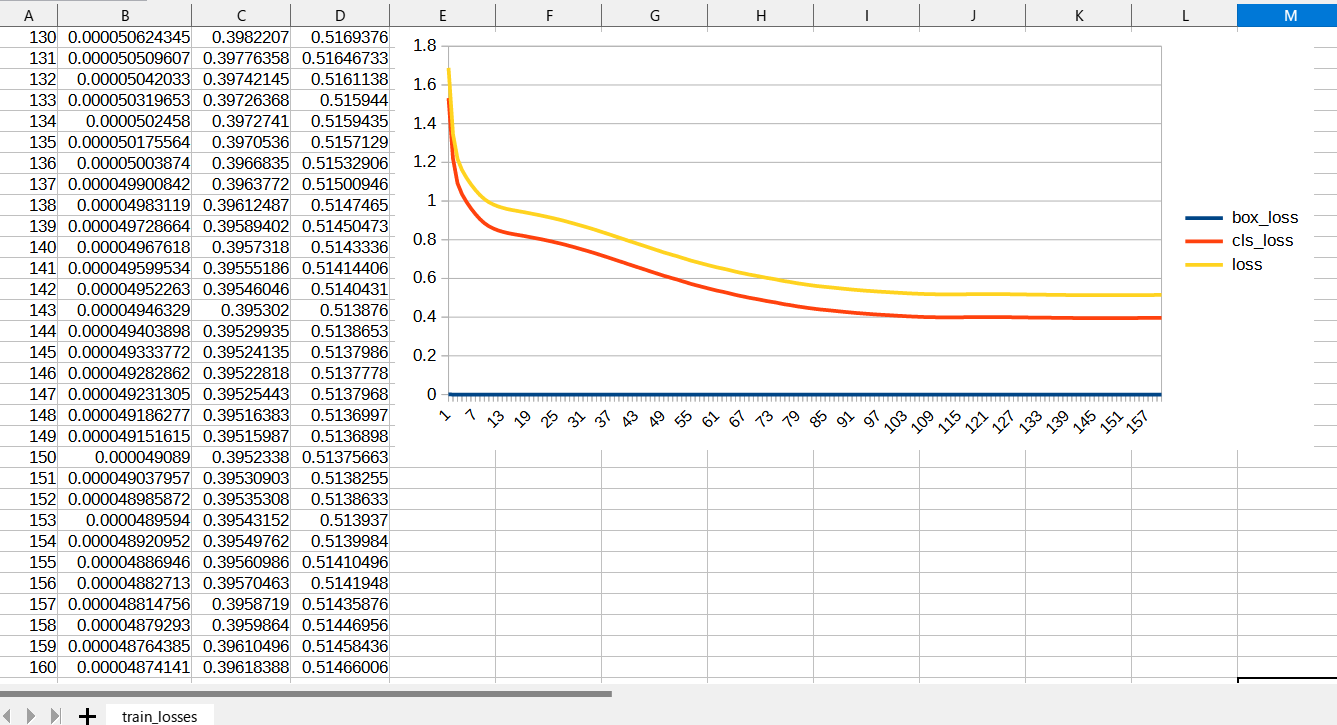 A B C D E F G H I J K L M
130 0.000050624345 0.3982207 0.5169376
131 0.000050509607 0.39776358 0.51646733
132 0.00005042033 0.39742145 0.5161138
133 0.000050319653 0.39726368 0.515944
134 0.0000502458 0.3972741 0.5159435
135 0.000050175564 0.3970536 0.5157129
136 0.00005003874 0.3966835 0.51532906
137 0.000049900842 0.3963772 0.51500946
138 0.00004983119 0.39612487 0.5147465
139 0.000049728664 0.39589402 0.51450473
140 0.00004967618 0.3957318 0.5143336
141 0.000049599534 0.39555186 0.51414406
142 0.00004952263 0.39546046 0.5140431
143 0.00004946329 0.395302 0.513876
144 0.000049403898 0.39529935 0.5138653
145 0.000049333772 0.39524135 0.5137986
146 0.000049282862 0.39522818 0.5137778
147 0.000049231305 0.39525443 0.5137968
148 0.000049186277 0.39516383 0.5136997
149 0.000049151615 0.39515987 0.5136898
150 0.000049089 0.3952338 0.51375663
151 0.000049037957 0.39530903 0.5138255
152 0.000048985872 0.39535308 0.5138633
153 0.0000489594 0.39543152 0.513937
154 0.000048920952 0.39549762 0.5139984
155 0.00004886946 0.39560986 0.51410496
156 0.00004882713 0.39570463 0.5141948
157 0.000048814756 0.3958719 0.51435876
158 0.00004879293 0.3959864 0.51446956
159 0.000048764385 0.39610496 0.51458436
160 0.00004874141 0.39618388 0.51466006
1.8
1.6
1.4
1.2
1
0.8
0.6
0.4
0.2
0
1 7 13 19 25 31 37 43 49 55 61 67 73 79 85 91 97 103 109 115 121 127 133 139 145 151 157
box_loss
cls_loss
loss
train_losses